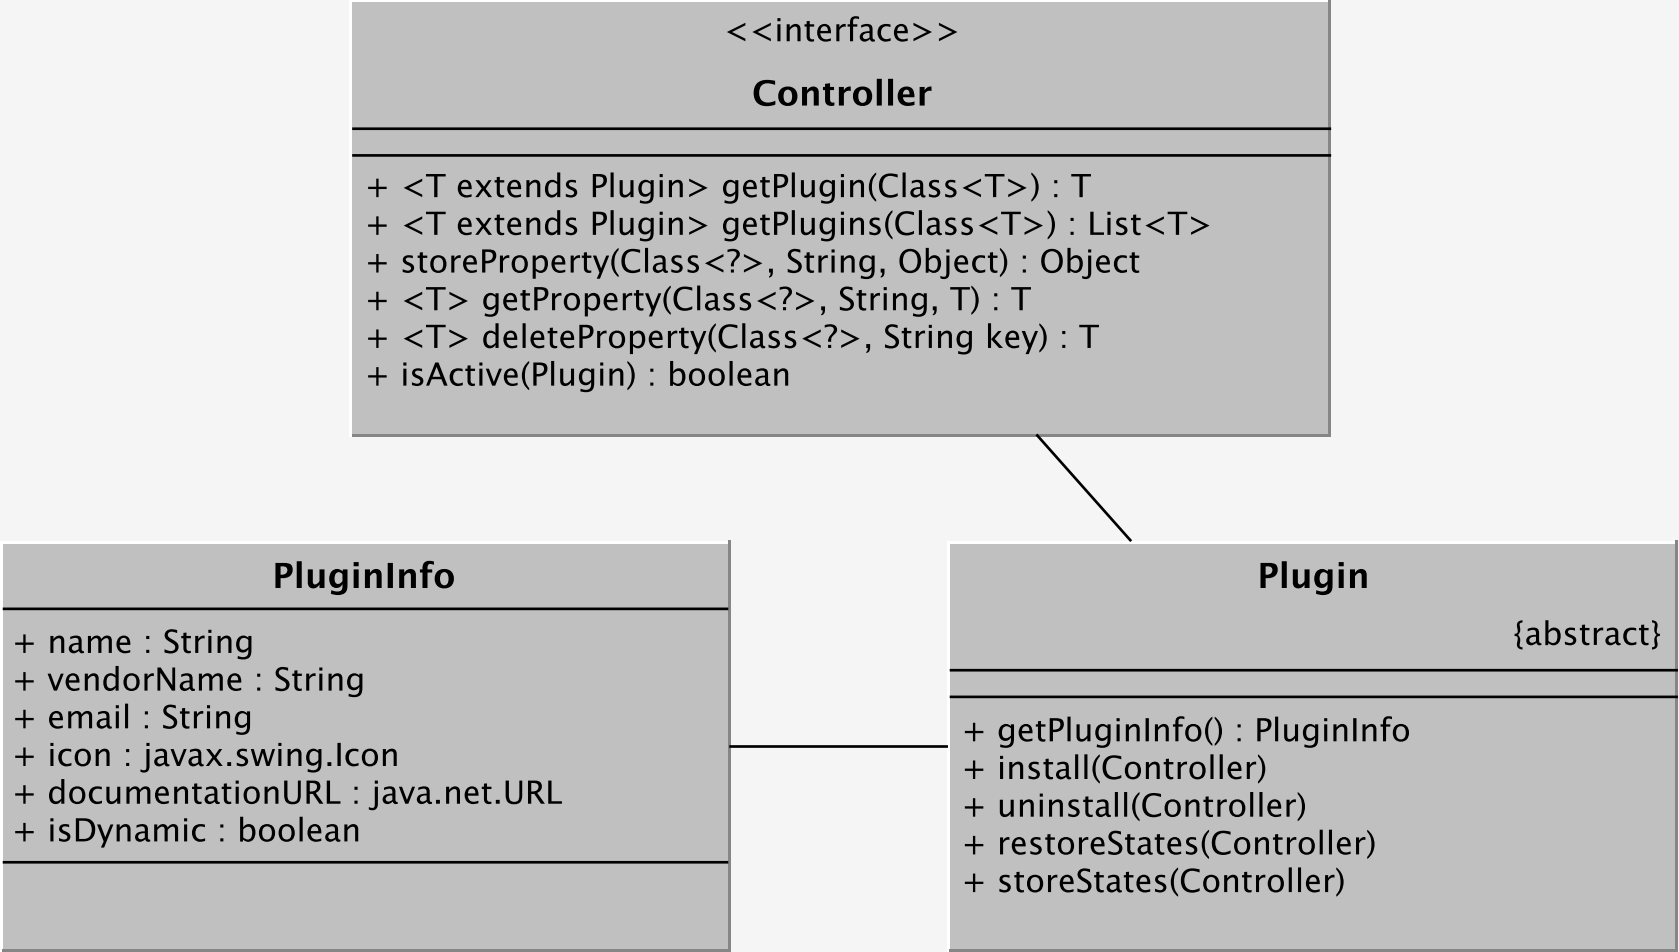 <<interface>>
Controller
+ <T extends Plugin> getPlugin(Class<T>) : T
+ <T extends Plugin> getPlugins(Class<T>) : List<T>
+ storeProperty(Class<?>, String, Object) : Object
+ <T> getProperty(Class<?>, String, T) : T
+ <T> deleteProperty(Class<?>, String key) : T
+ isActive(Plugin) : boolean
PluginInfo
+ name : String
+ vendorName : String
+ email : String
+ icon : javax.swing.Icon
+ documentationURL : java.net.URL
+ isDynamic : boolean
Plugin
{abstract}
+ getPluginInfo() : PluginInfo
+ install(Controller)
+ uninstall(Controller)
+ restoreStates(Controller)
+ storeStates(Controller)